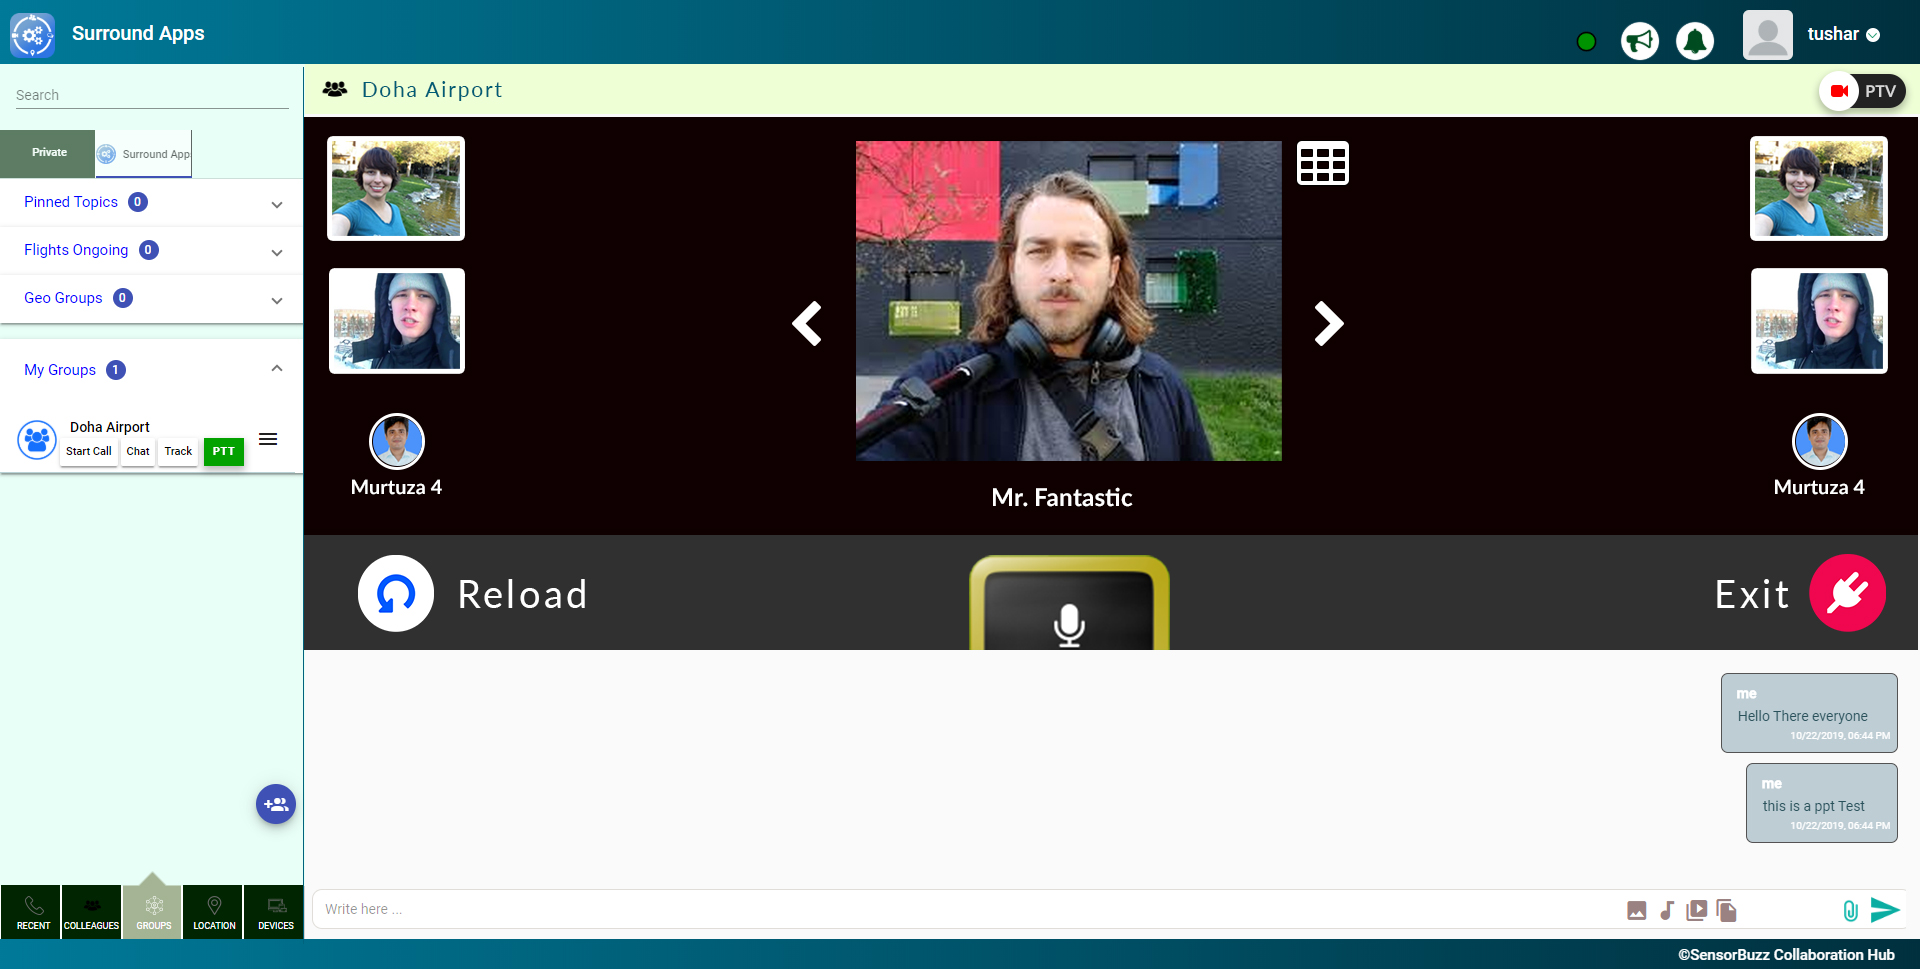 Surround Apps
tushar
Search
Private
Surround App
Pinned Topics 0
Flights Ongoing 0
Geo Groups 0
My Groups 1
Doha Airport
Start Call
Chat
Track
PTT
RECENT
COLLEAGUES
GROUPS
LOCATION
DEVICES
Doha Airport
PTV
Murtuza 4
Mr. Fantastic
Murtuza 4
Reload
Exit
me
Hello There everyone
10/22/2019, 06:44 PM
me
this is a ppt Test
10/22/2019, 06:44 PM
Write here ...
©SensorBuzz Collaboration Hub